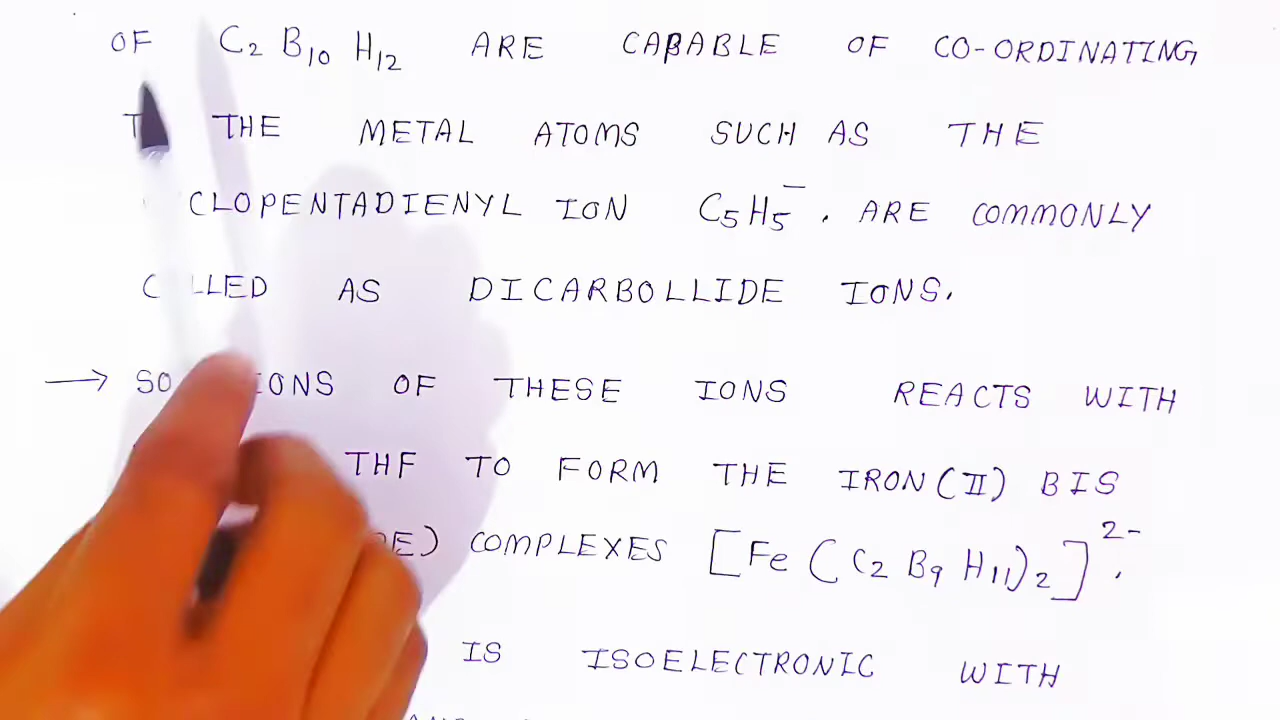 OF C₂ B₁₀ H₁₂ ARE CAPABLE OF CO-ORDINATING
THE METAL ATOMS SUCH AS THE
CLOPENTADIENYL ION C₅H₅⁻. ARE COMMONLY
C LLED AS DICARBOLLIDE IONS.
→ SO IONS OF THESE IONS REACTS WITH
THF TO FORM THE IRON(II) BIS
DE) COMPLEXES [Fe (C₂ B₉ H₁₁)₂]²⁻.
IS ISOELECTRONIC WITH